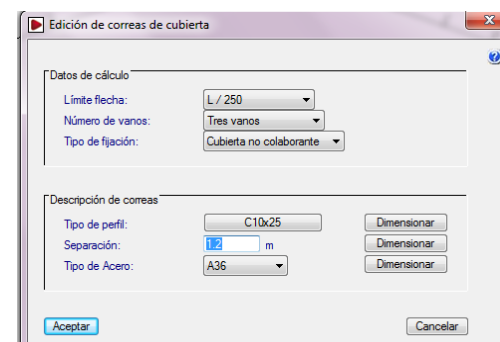 Edición de correas de cubierta
Datos de cálculo
Límite flecha: L / 250
Número de vanos: Tres vanos
Tipo de fijación: Cubierta no colaborante
Descripción de correas
Tipo de perfil: C10x25 Dimensionar
Separación: 1.2 m Dimensionar
Tipo de Acero: A36 Dimensionar
Aceptar Cancelar